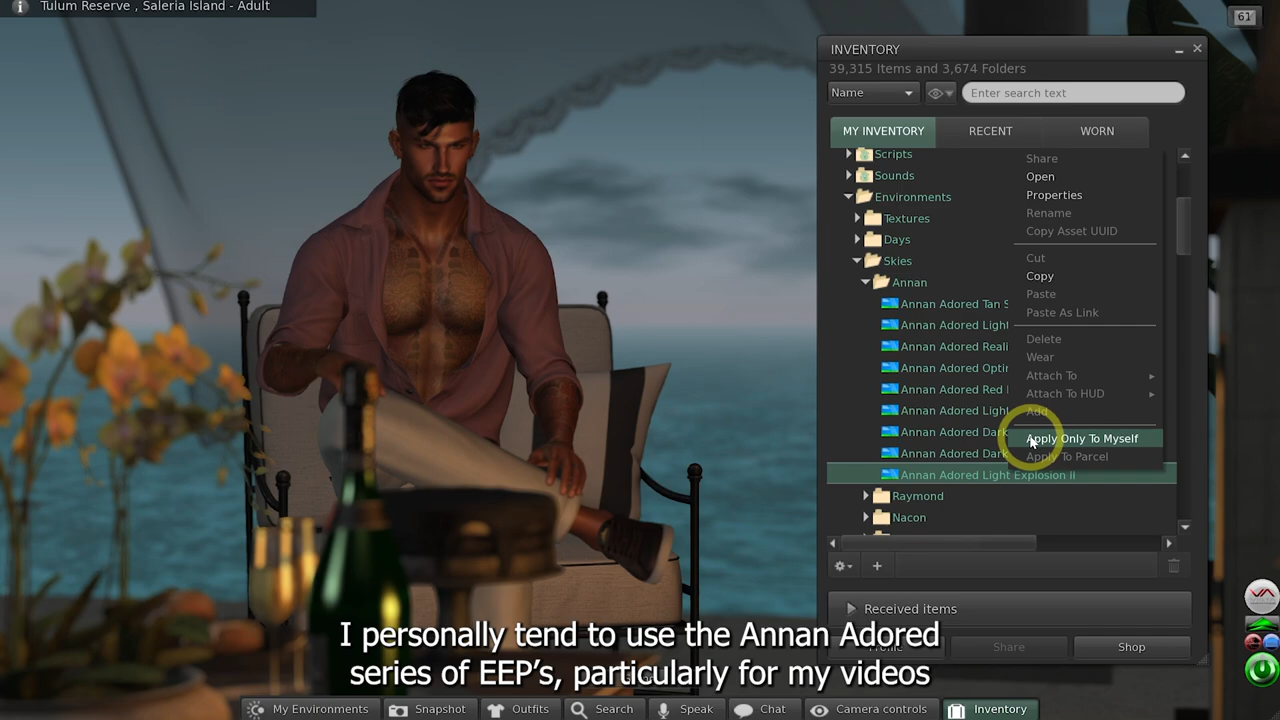 Tulum Reserve , Saleria Island - Adult
61
INVENTORY
39,315 Items and 3,674 Folders
Name
Enter search text
MY INVENTORY
RECENT
WORN
Scripts
Sounds
Environments
Textures
Days
Skies
Annan
Annan Adored Tan S
Annan Adored Light
Annan Adored Reali
Annan Adored Optir
Annan Adored Red
Annan Adored Light
Annan Adored Dark
Annan Adored Dark
Annan Adored Light Explosion II
Raymond
Nacon
Share
Open
Properties
Rename
Copy Asset UUID
Cut
Copy
Paste
Paste As Link
Delete
Wear
Attach To
Attach To HUD
Add
Apply Only To Myself
Apply To Parcel
Received items
Profile
Share
Shop
I personally tend to use the Annan Adored
series of EEP's, particularly for my videos
My Environments
Snapshot
Outfits
Search
Speak
Chat
Camera controls
Inventory